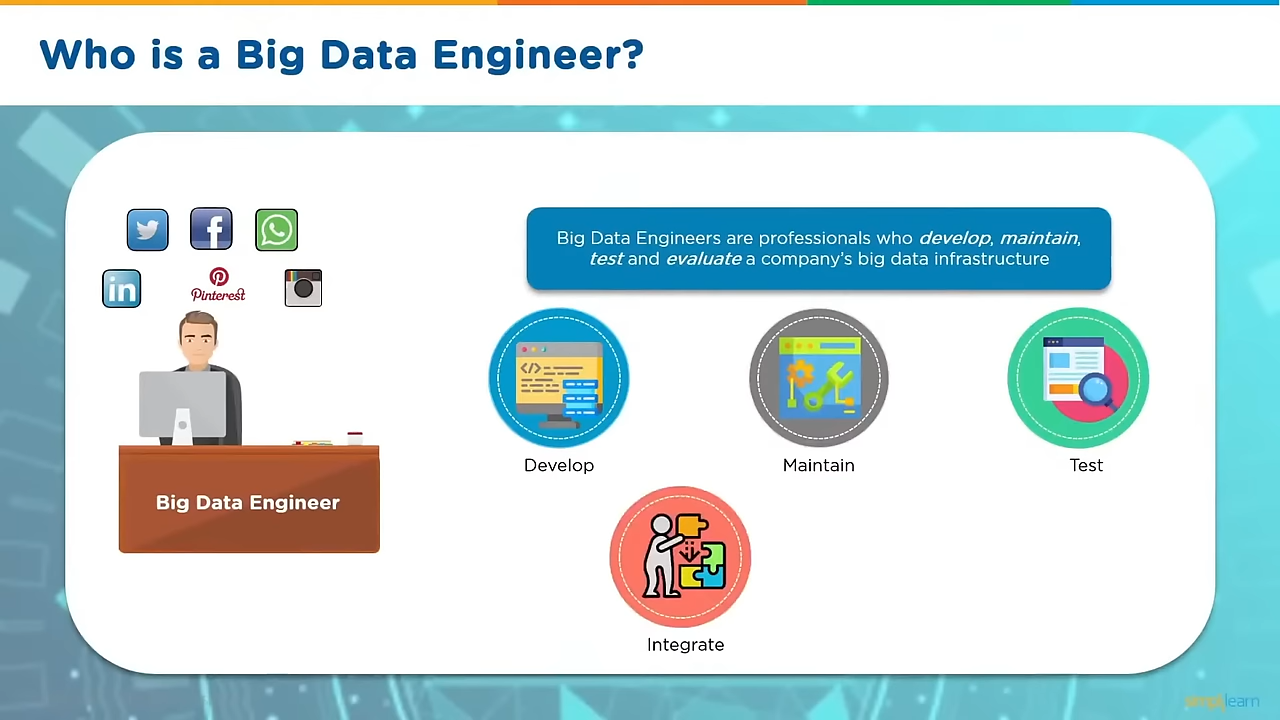 Who is a Big Data Engineer?
Big Data Engineers are professionals who develop, maintain,
test and evaluate a company's big data infrastructure
in
Pinterest
Develop
Maintain
Test
Big Data Engineer
Integrate
simplilearn